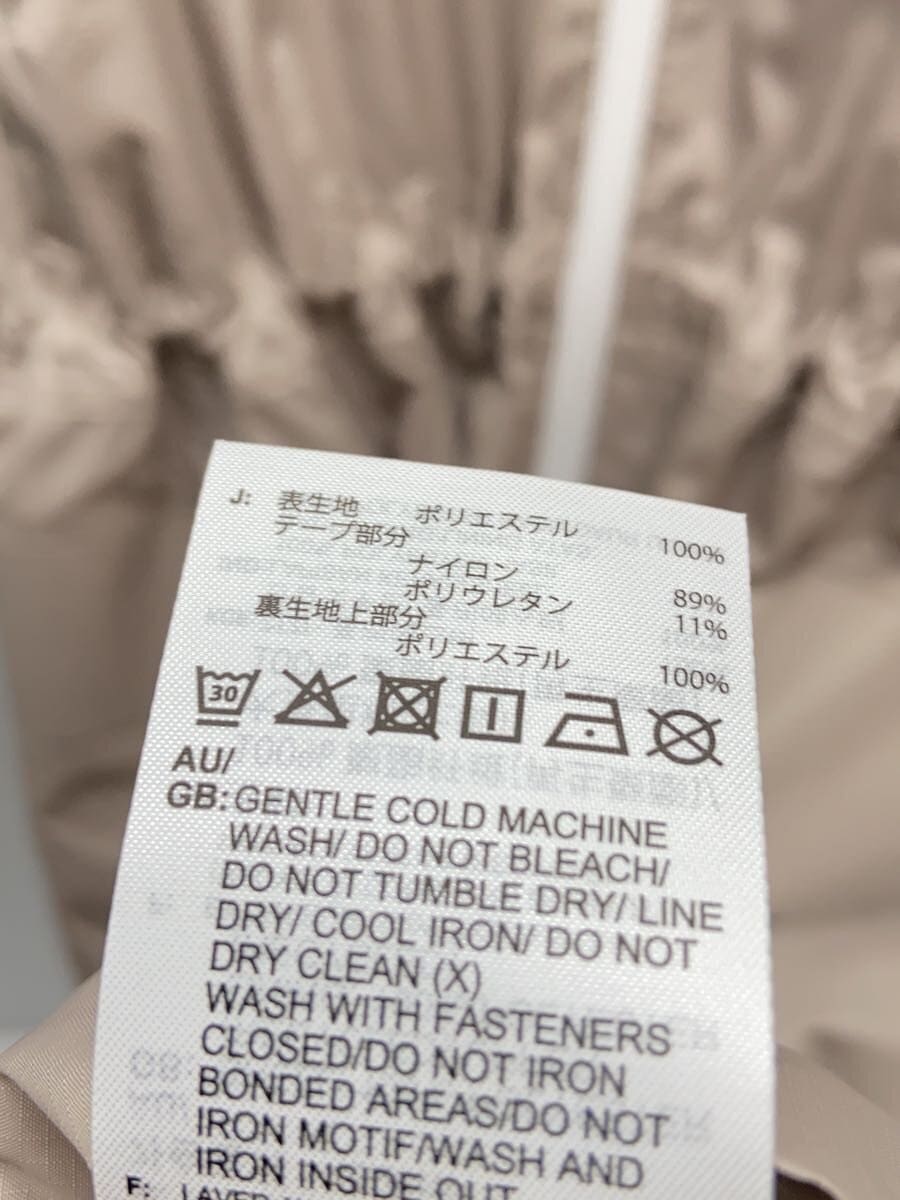 J: 表生地 ポリエステル 100%
テープ部分
ナイロン 89%
ポリウレタン 11%
裏生地上部分
ポリエステル 100%
30
AU/
GB: GENTLE COLD MACHINE
WASH/ DO NOT BLEACH/
DO NOT TUMBLE DRY/ LINE
DRY/ COOL IRON/ DO NOT
DRY CLEAN (X)
WASH WITH FASTENERS
CLOSED/DO NOT IRON
BONDED AREAS/DO NOT
IRON MOTIF/WASH AND
IRON INSIDE OUT
F: